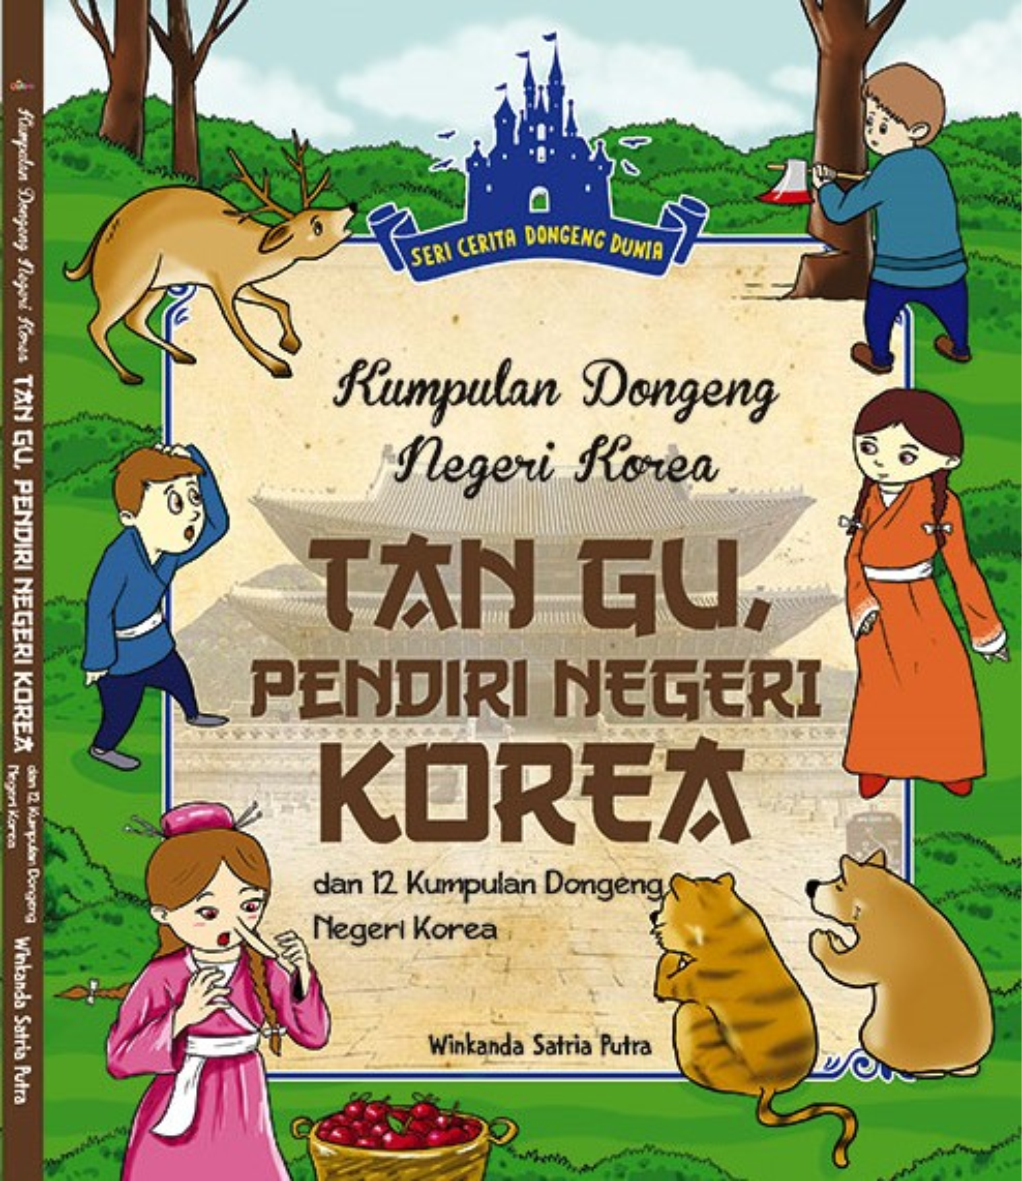 SERI CERITA DONGENG DUNIA
Kumpulan Dongeng
Negeri Korea
TAN GU,
PENDIRI NEGERI
KOREA
dan 12 Kumpulan Dongeng
Negeri Korea
Winkanda Satria Putra
Kumpulan Dongeng Negeri Korea TAN GU, PENDIRI NEGERI KOREA dan 12 Kumpulan Dongeng
Negeri Korea
Winkanda Satria Putra